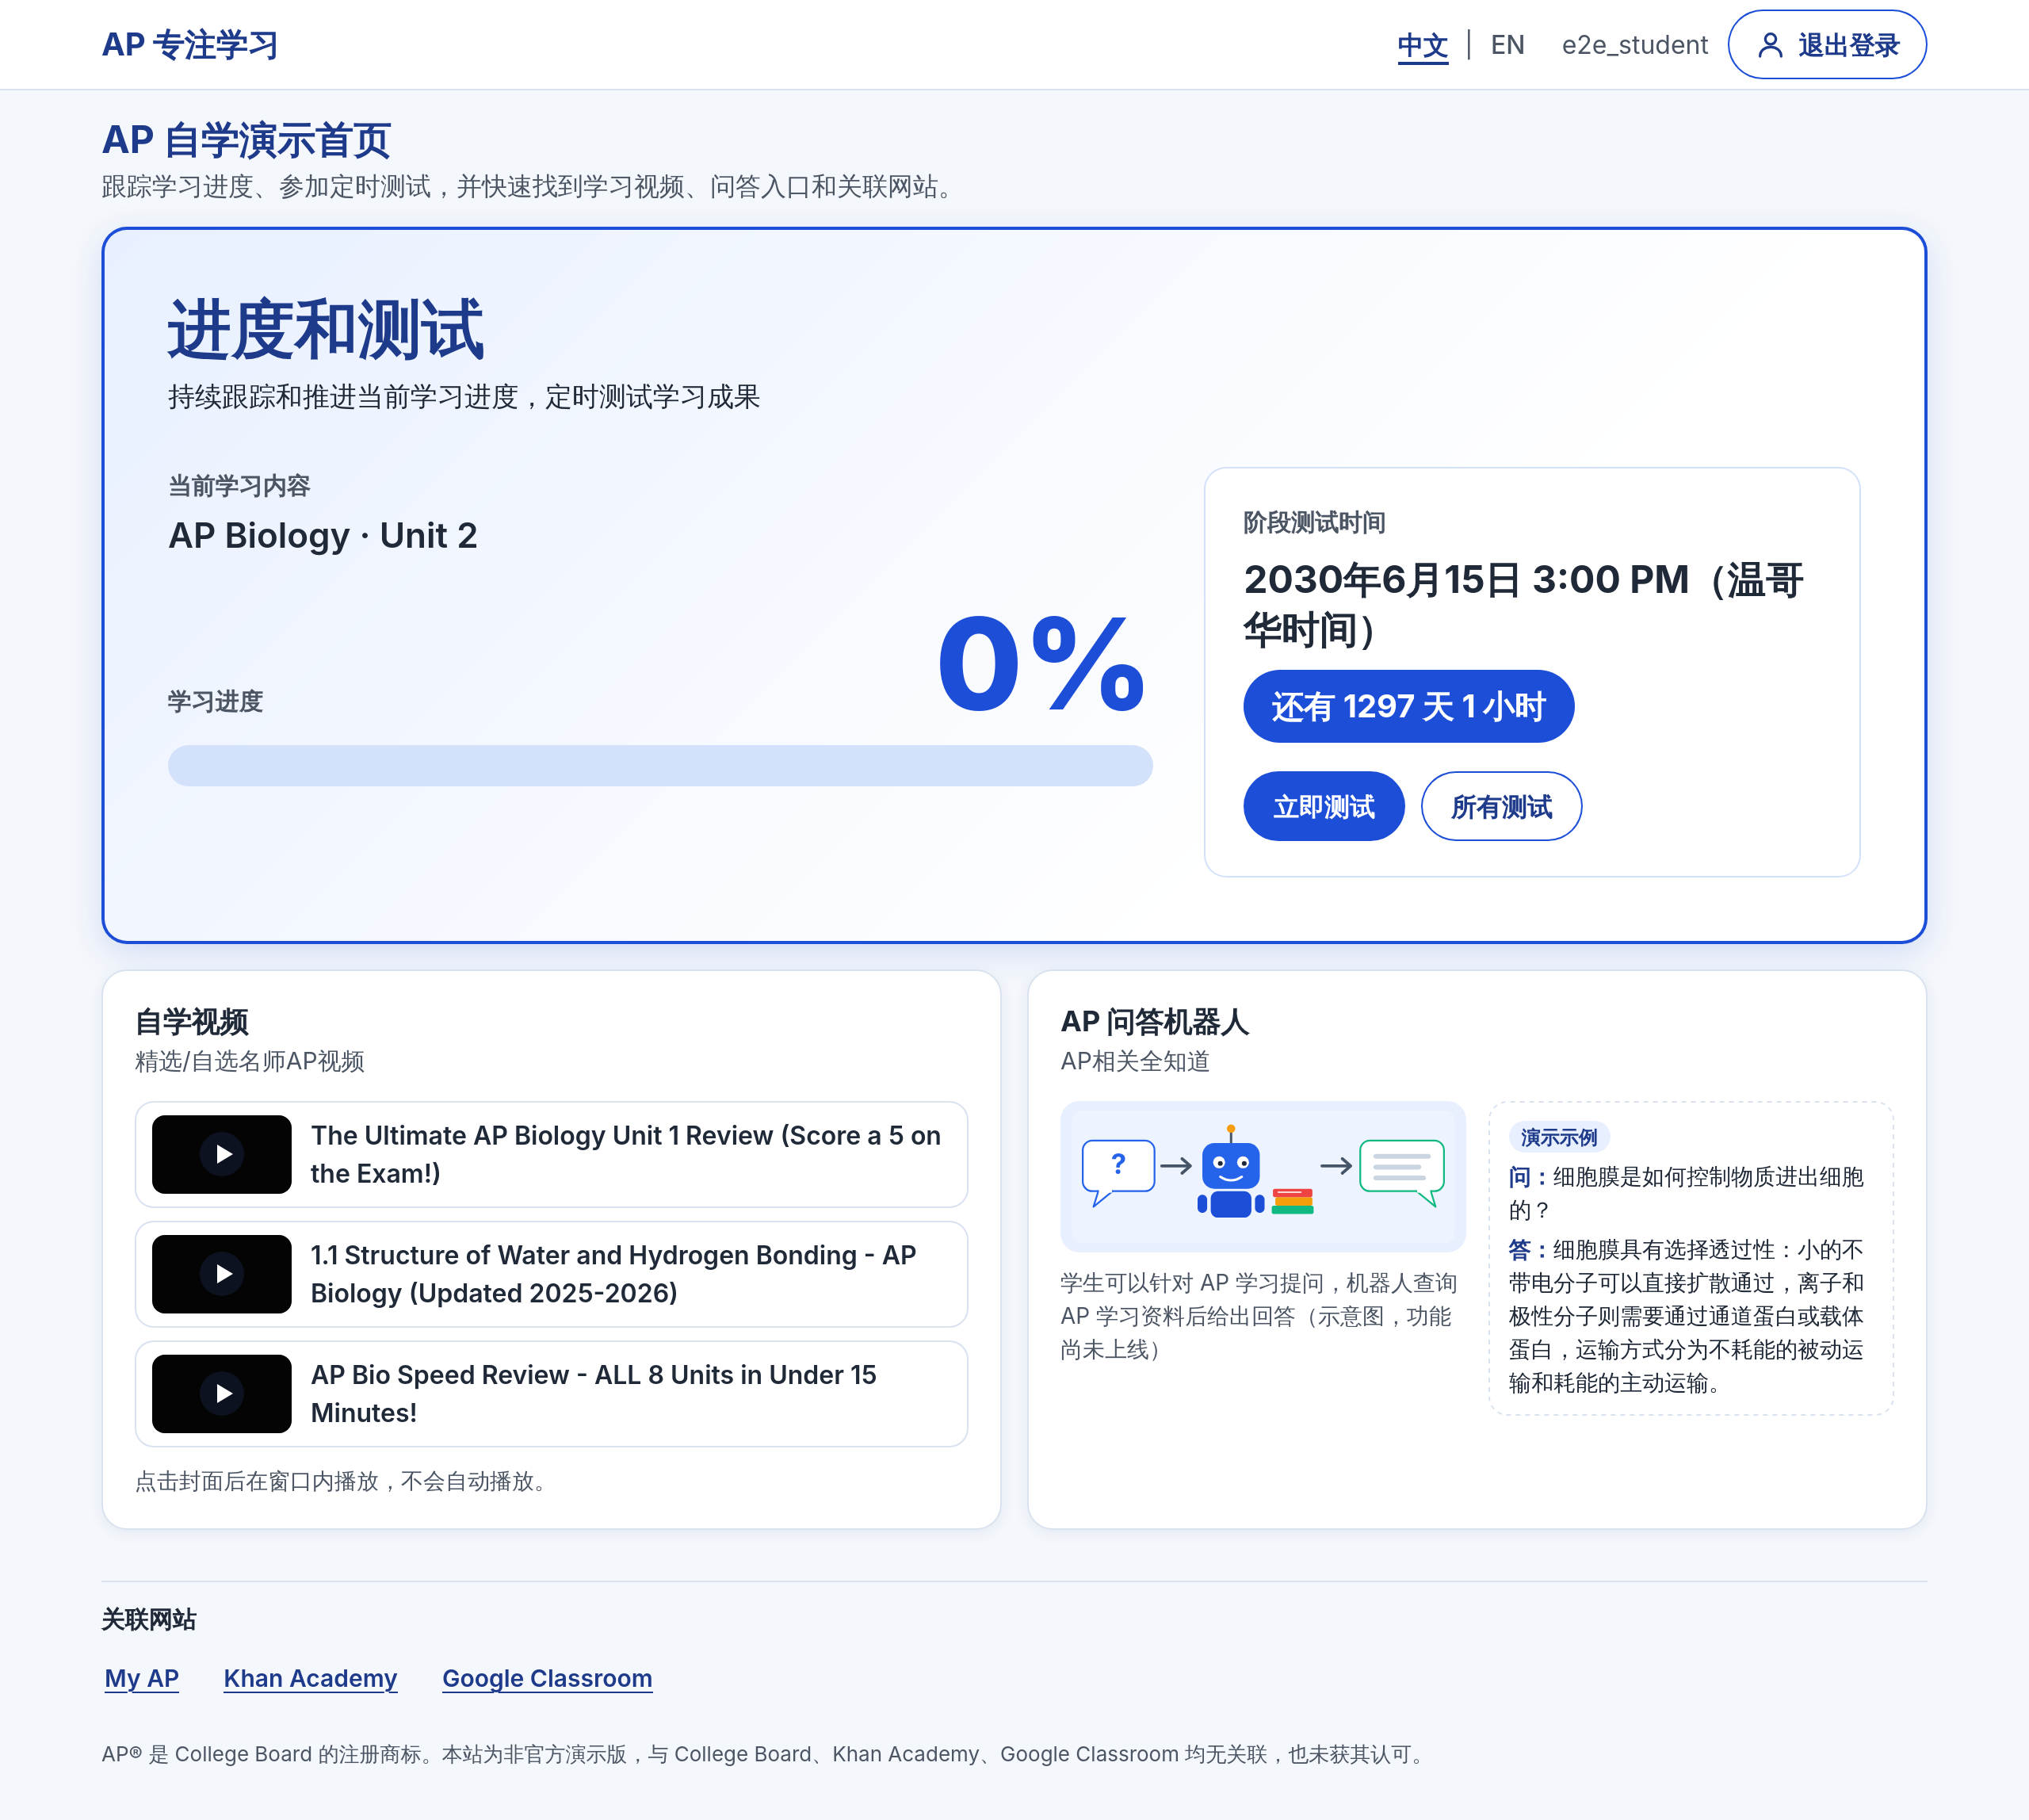 AP 专注学习
中文 | EN e2e_student 退出登录
AP 自学演示首页
跟踪学习进度、参加定时测试，并快速找到学习视频、问答入口和关联网站。
进度和测试
持续跟踪和推进当前学习进度，定时测试学习成果
当前学习内容
AP Biology · Unit 2
学习进度
0%
阶段测试时间
2030年6月15日 3:00 PM（温哥
华时间）
还有 1297 天 1 小时
立即测试 所有测试
自学视频
精选/自选名师AP视频
The Ultimate AP Biology Unit 1 Review (Score a 5 on
the Exam!)
1.1 Structure of Water and Hydrogen Bonding - AP
Biology (Updated 2025-2026)
AP Bio Speed Review - ALL 8 Units in Under 15
Minutes!
点击封面后在窗口内播放，不会自动播放。
AP 问答机器人
AP相关全知道
?
学生可以针对 AP 学习提问，机器人查询
AP 学习资料后给出回答（示意图，功能
尚未上线）
演示示例
问：细胞膜是如何控制物质进出细胞
的？
答：细胞膜具有选择透过性：小的不
带电分子可以直接扩散通过，离子和
极性分子则需要通过通道蛋白或载体
蛋白，运输方式分为不耗能的被动运
输和耗能的主动运输。
关联网站
My AP Khan Academy Google Classroom
AP® 是 College Board 的注册商标。本站为非官方演示版，与 College Board、Khan Academy、Google Classroom 均无关联，也未获其认可。